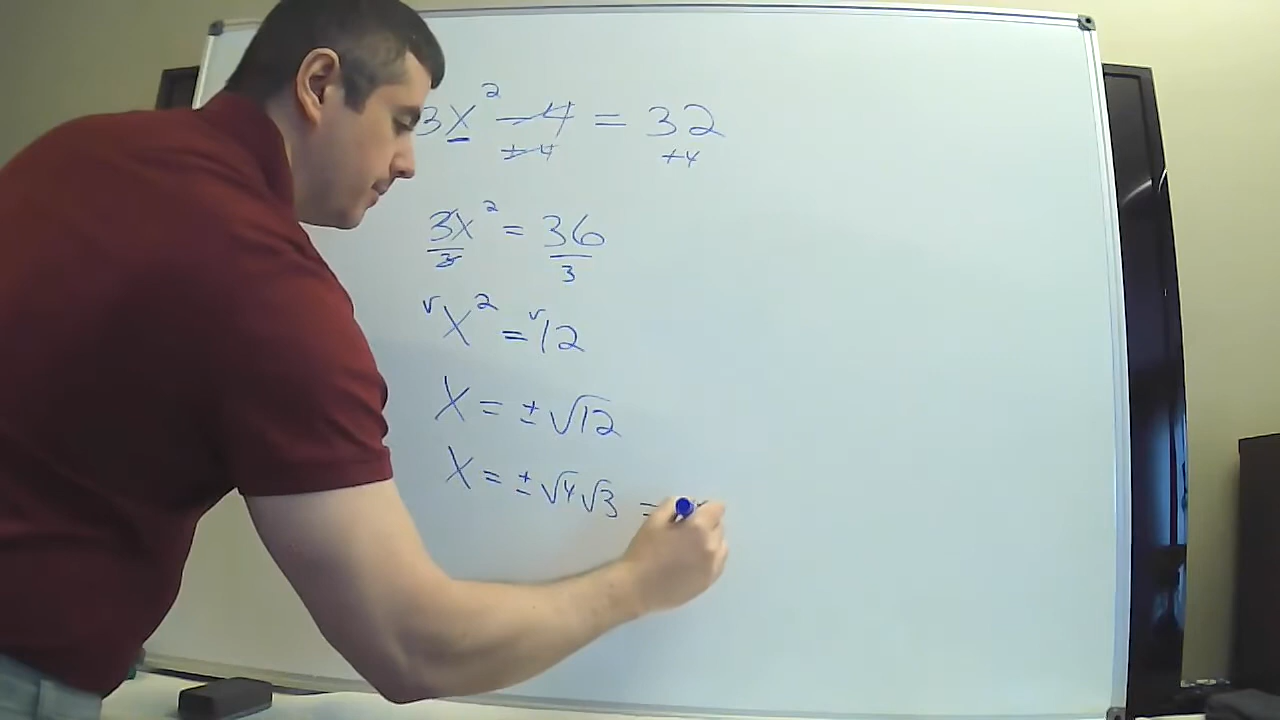 3x² - 4 = 32
+4 +4
3x² = 36
3 3
√x² = √12
x = ±√12
x = ±√4√3 =